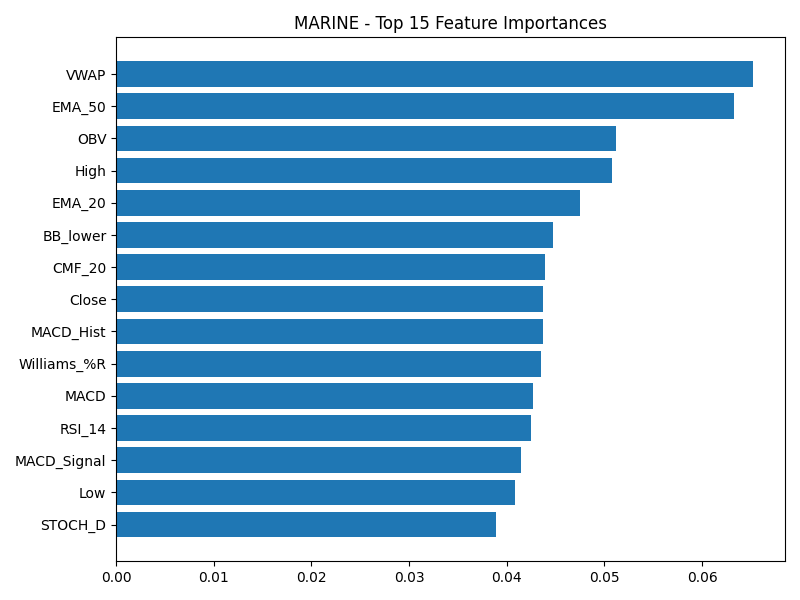 MARINE - Top 15 Feature Importances
VWAP
EMA_50
OBV
High
EMA_20
BB_lower
CMF_20
Close
MACD_Hist
Williams_%R
MACD
RSI_14
MACD_Signal
Low
STOCH_D
0.00 0.01 0.02 0.03 0.04 0.05 0.06